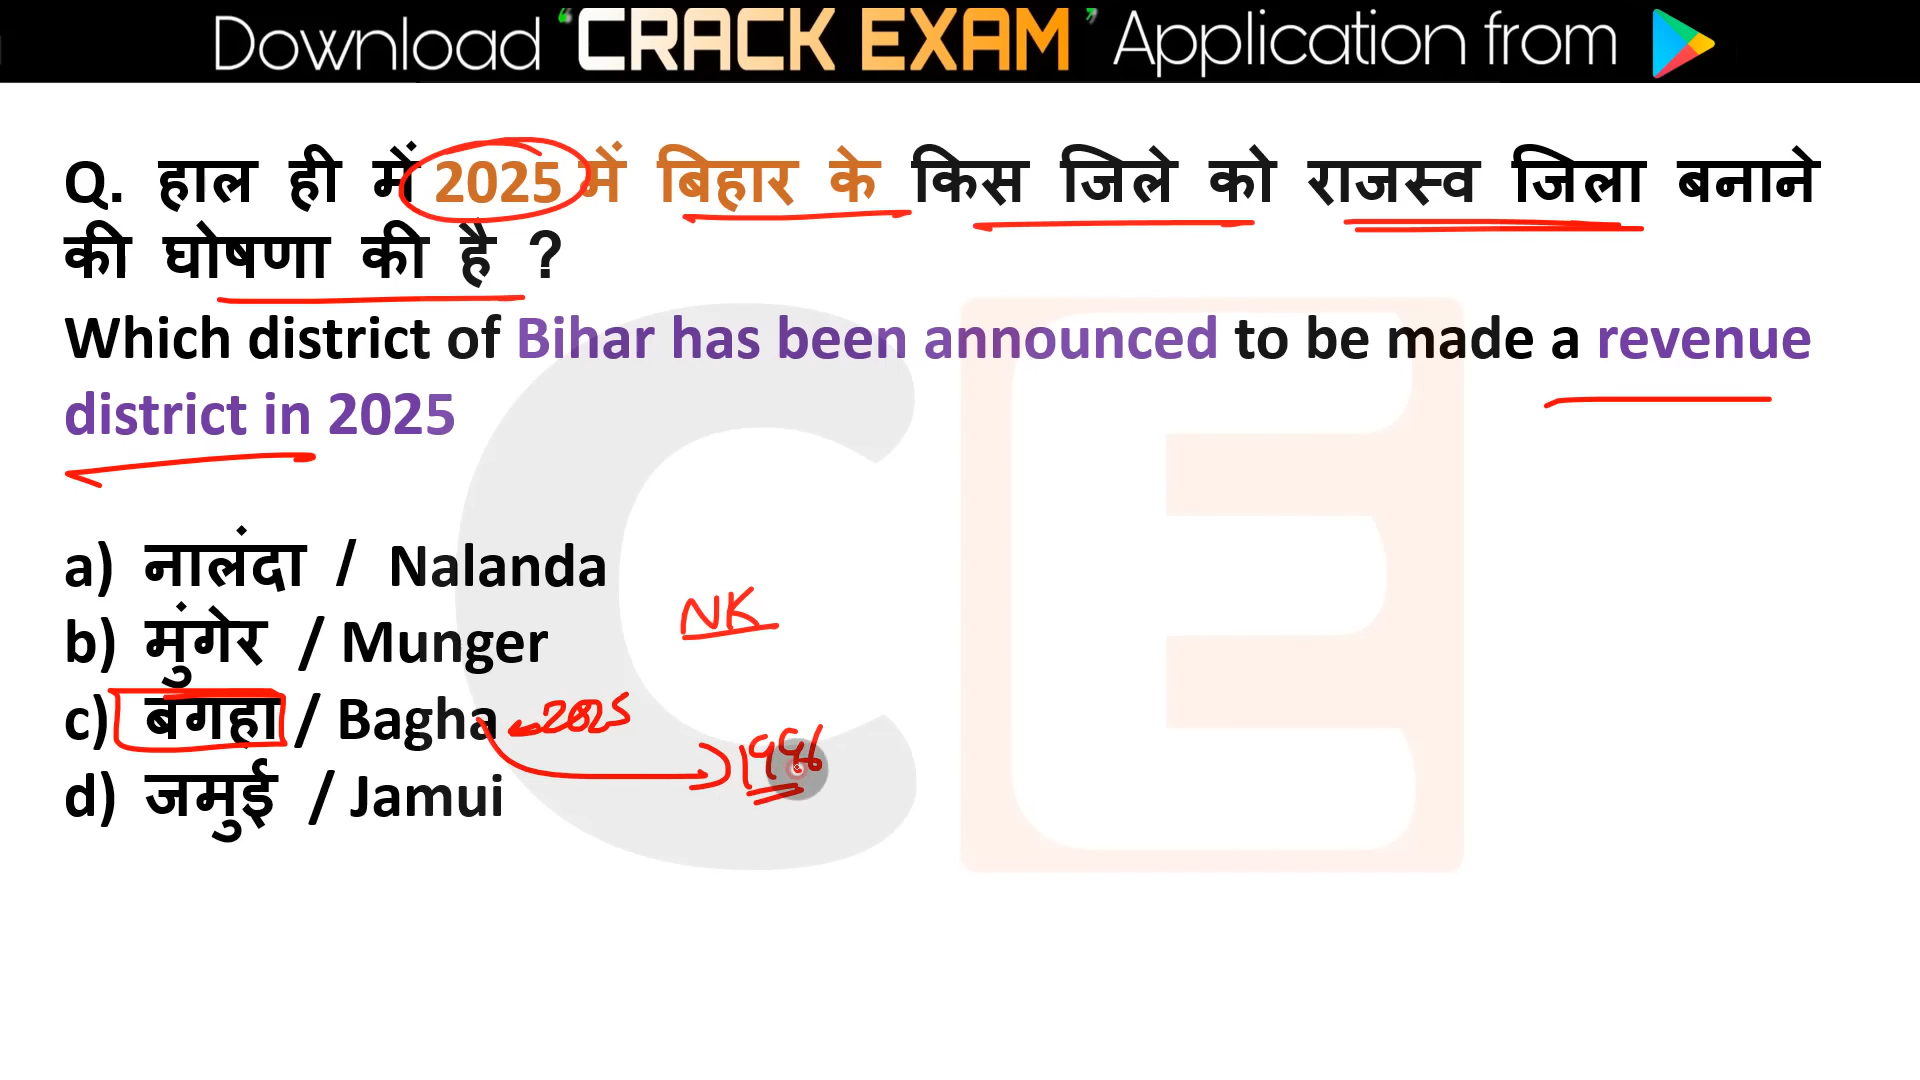 Download ‘CRACK EXAM’ Application from
Q. हाल ही में 2025 में बिहार के किस जिले को राजस्व जिला बनाने
की घोषणा की है ?
Which district of Bihar has been announced to be made a revenue
district in 2025
a) नालंदा / Nalanda
NK
b) मुंगेर / Munger
c) बगहा / Bagha 2025
1996
d) जमुई / Jamui
CE